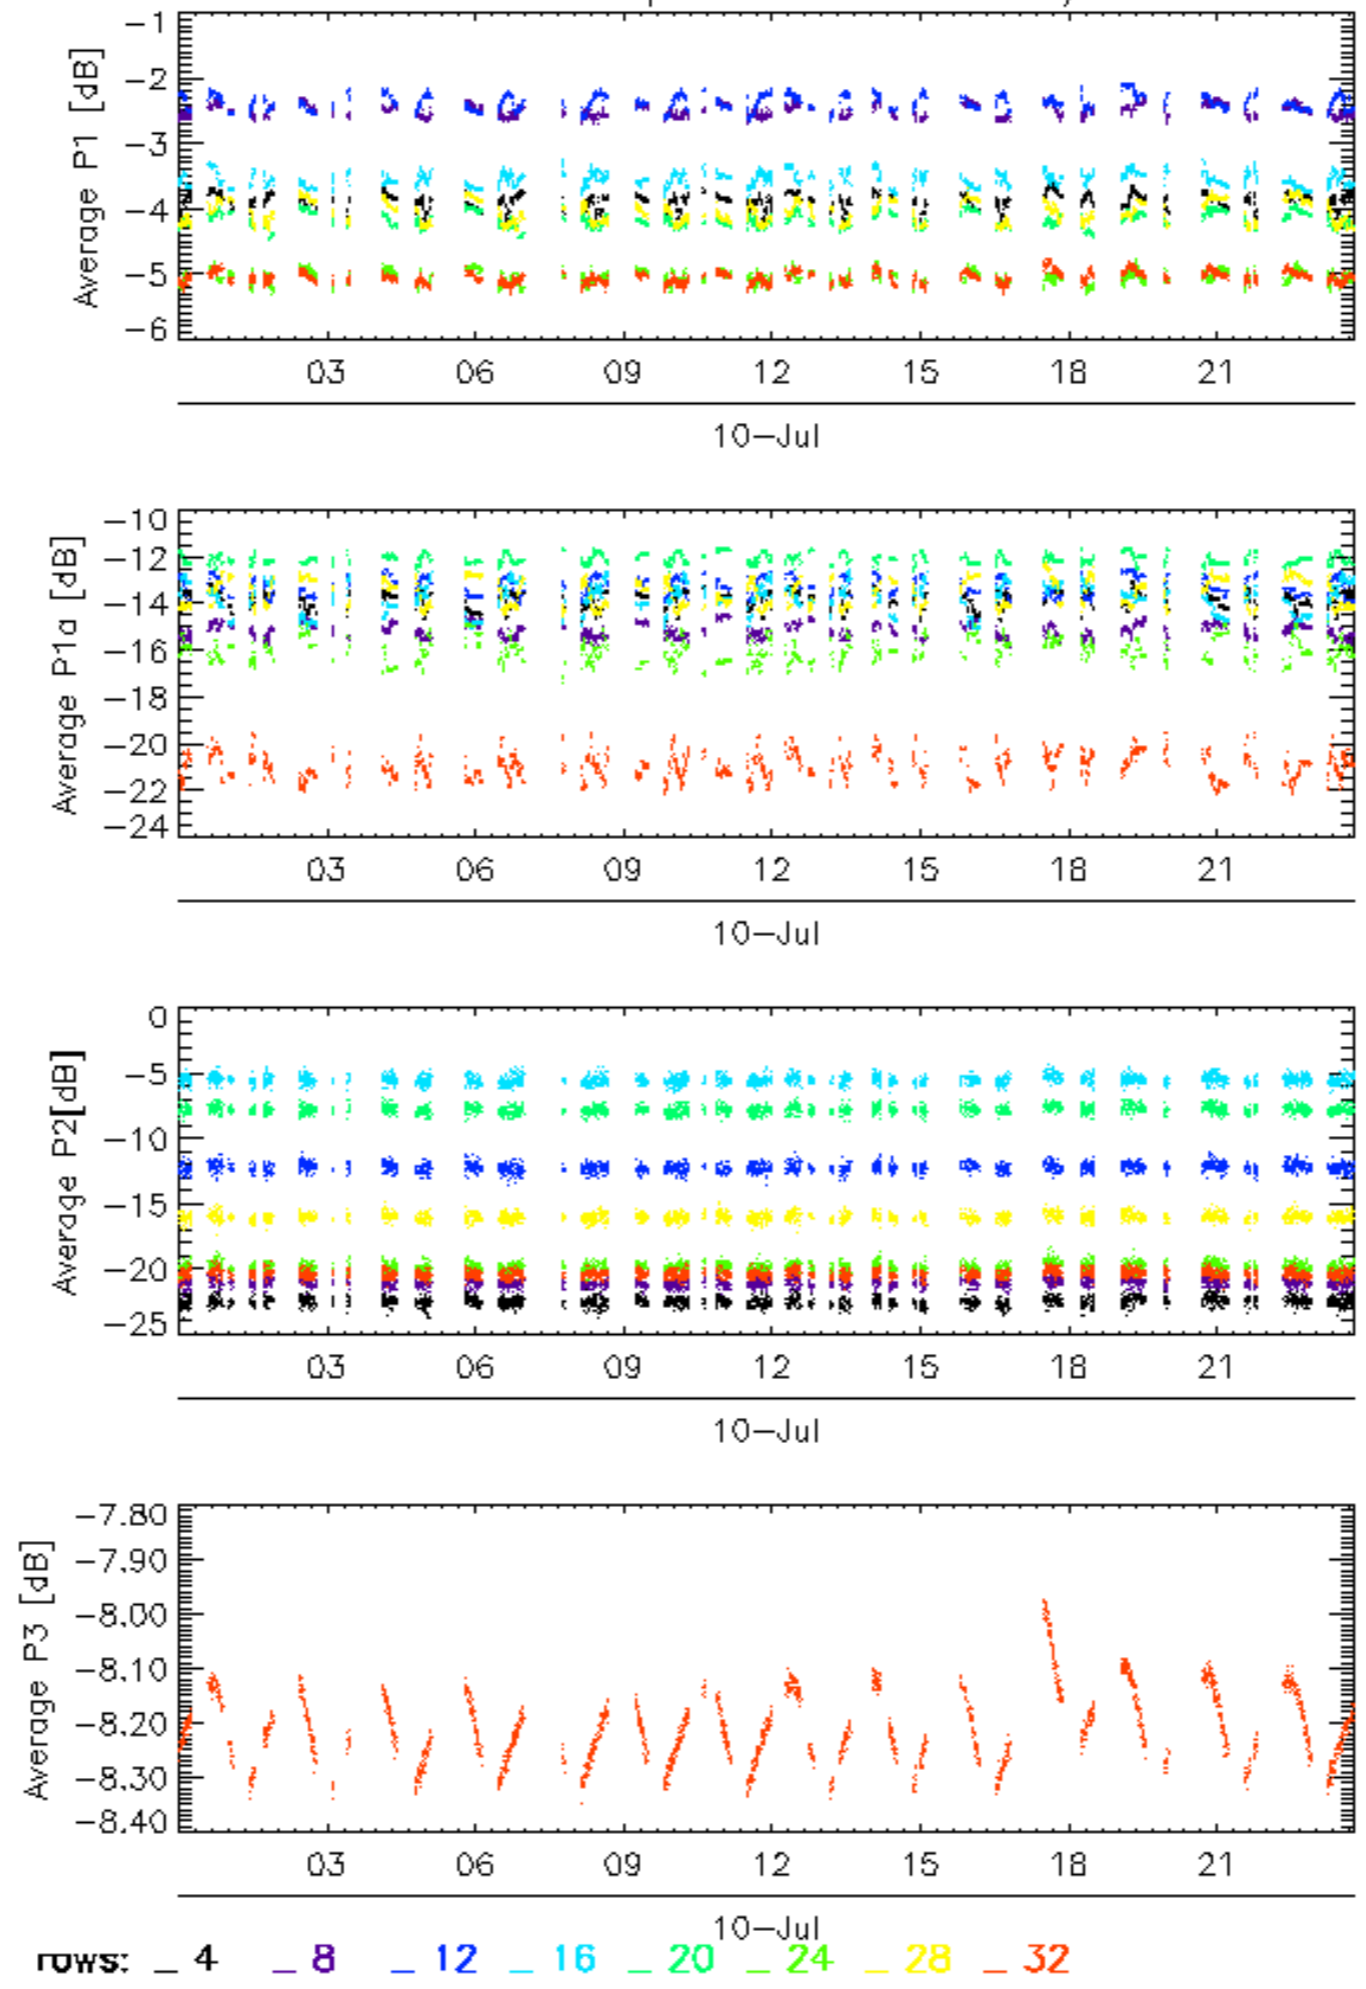 −1
−2
−3
−4
−5
−6
Average P1 [dB]
03 06 09 12 15 18 21
10−Jul
−10
−12
−14
−16
−18
−20
−22
−24
Average P1a [dB]
03 06 09 12 15 18 21
10−Jul
0
−5
−10
−15
−20
−25
Average P2[dB]
03 06 09 12 15 18 21
10−Jul
−7.80
−7.90
−8.00
−8.10
−8.20
−8.30
−8.40
Average P3 [dB]
03 06 09 12 15 18 21
10−Jul
rows: _ 4 _ 8 _ 12 _ 16 _ 20 _ 24 _ 28 _ 32